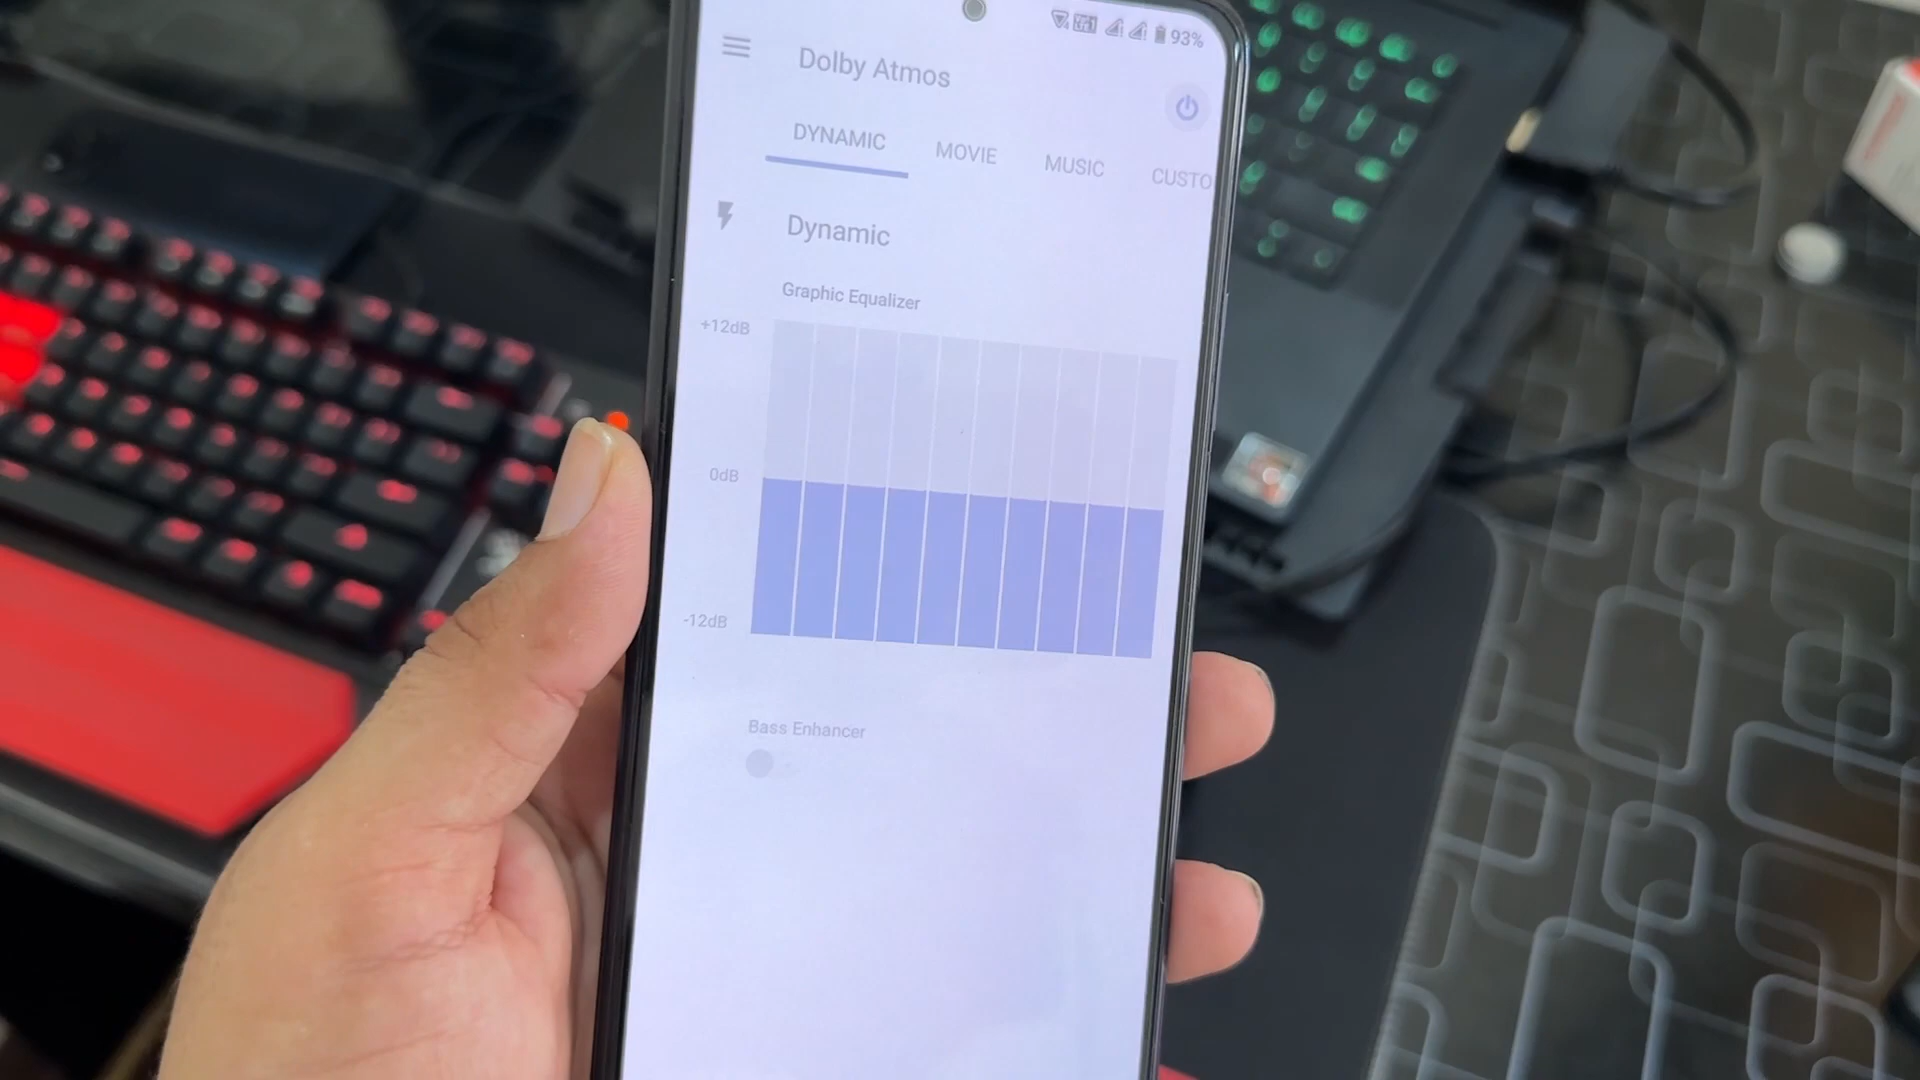 93%
Dolby Atmos
DYNAMIC MOVIE MUSIC CUSTO
Dynamic
Graphic Equalizer
+12dB
0dB
-12dB
Bass Enhancer